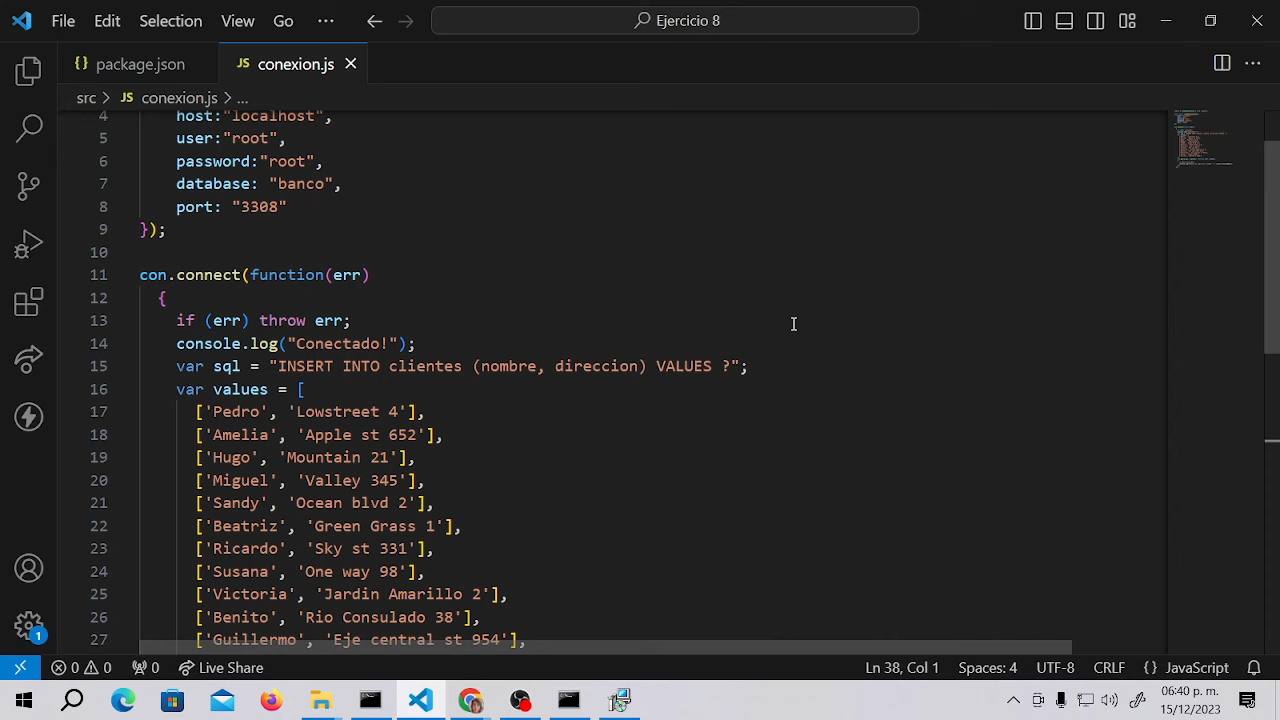 File Edit Selection View Go ··· Ejercicio 8
package.json JS conexion.js
src > JS conexion.js > ...
4 host:"localhost",
5 user:"root",
6 password:"root",
7 database: "banco",
8 port: "3308"
9 });
10
11 con.connect(function(err)
12 {
13 if (err) throw err;
14 console.log("Conectado!");
15 var sql = "INSERT INTO clientes (nombre, direccion) VALUES ?";
16 var values = [
17 ['Pedro', 'Lowstreet 4'],
18 ['Amelia', 'Apple st 652'],
19 ['Hugo', 'Mountain 21'],
20 ['Miguel', 'Valley 345'],
21 ['Sandy', 'Ocean blvd 2'],
22 ['Beatriz', 'Green Grass 1'],
23 ['Ricardo', 'Sky st 331'],
24 ['Susana', 'One way 98'],
25 ['Victoria', 'Jardin Amarillo 2'],
26 ['Benito', 'Rio Consulado 38'],
27 ['Guillermo', 'Eje central st 954'],
1
0 0 0 Live Share Ln 38, Col 1 Spaces: 4 UTF-8 CRLF {} JavaScript
06:40 p. m.
15/12/2023